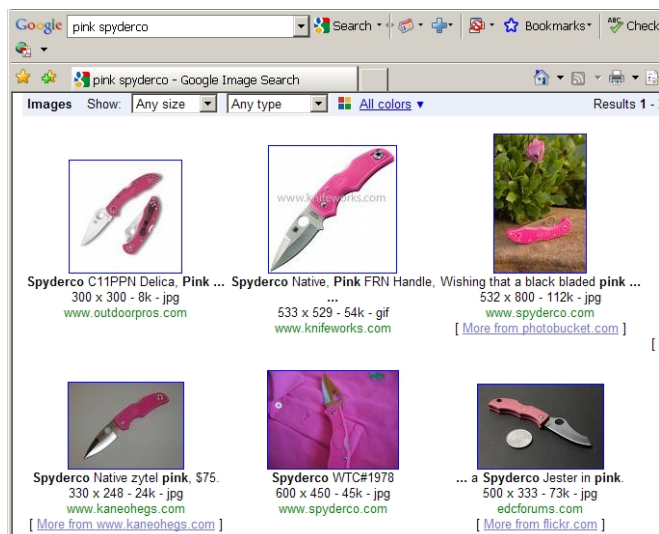 Google pink spyderco Search Bookmarks ABC Check
pink spyderco - Google Image Search
Images Show: Any size Any type All colors ▼ Results 1 -
www.knifeworks.com
Spyderco C11PPN Delica, Pink ... Spyderco Native, Pink FRN Handle, Wishing that a black bladed pink ...
...
300 x 300 - 8k - jpg 533 x 529 - 54k - gif 532 x 800 - 112k - jpg
www.outdoorpros.com www.knifeworks.com www.spyderco.com
[ More from photobucket.com ]
[
Spyderco Native zytel pink, $75. Spyderco WTC#1978 ... a Spyderco Jester in pink.
330 x 248 - 24k - jpg 600 x 450 - 45k - jpg 500 x 333 - 73k - jpg
www.kaneohegs.com www.spyderco.com edcforums.com
[ More from www.kaneohegs.com ] [ More from flickr.com ]